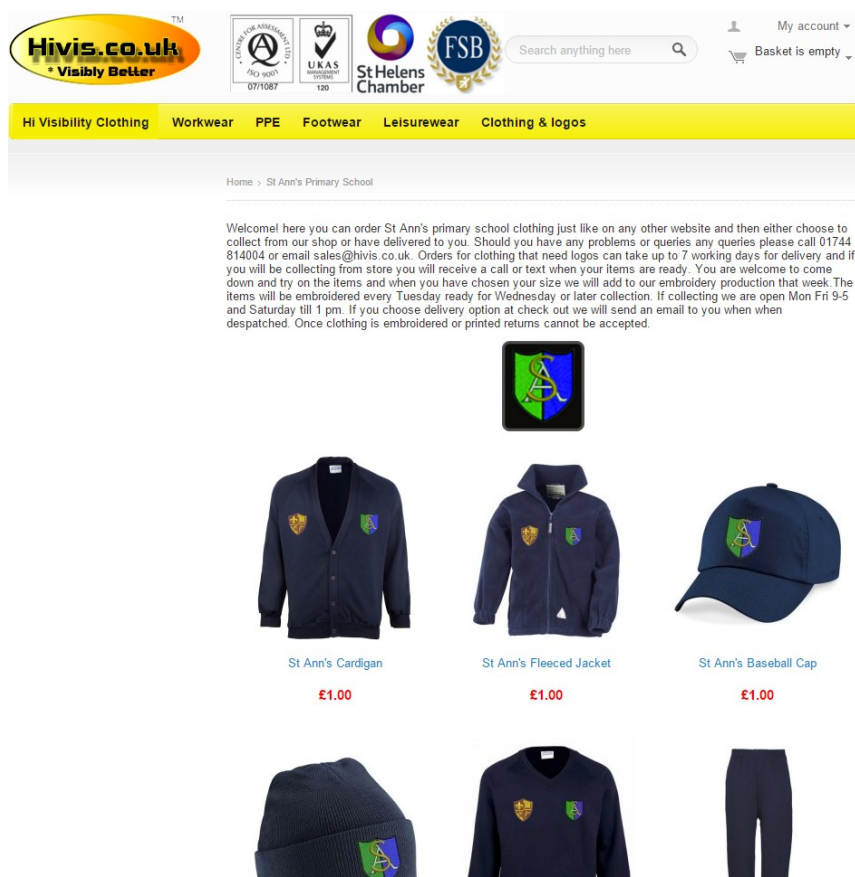 TM
Hivis.co.uk
* Visibly Better
CENTRE FOR ASSESSMENT LTD
ISO 9001
07/1087
UKAS
MANAGEMENT
SYSTEMS
120
St Helens
Chamber
FSB
Search anything here
My account
Basket is empty
Hi Visibility Clothing Workwear PPE Footwear Leisurewear Clothing & logos
Home › St Ann's Primary School
Welcome! here you can order St Ann's primary school clothing just like on any other website and then either choose to
collect from our shop or have delivered to you. Should you have any problems or queries any queries please call 01744
814004 or email sales@hivis.co.uk. Orders for clothing that need logos can take up to 7 working days for delivery and if
you will be collecting from store you will receive a call or text when your items are ready. You are welcome to come
down and try on the items and when you have chosen your size we will add to our embroidery production that week.The
items will be embroidered every Tuesday ready for Wednesday or later collection. If collecting we are open Mon Fri 9-5
and Saturday till 1 pm. If you choose delivery option at check out we will send an email to you when when
despatched. Once clothing is embroidered or printed returns cannot be accepted.
St Ann's Cardigan
£1.00
St Ann's Fleeced Jacket
£1.00
St Ann's Baseball Cap
£1.00